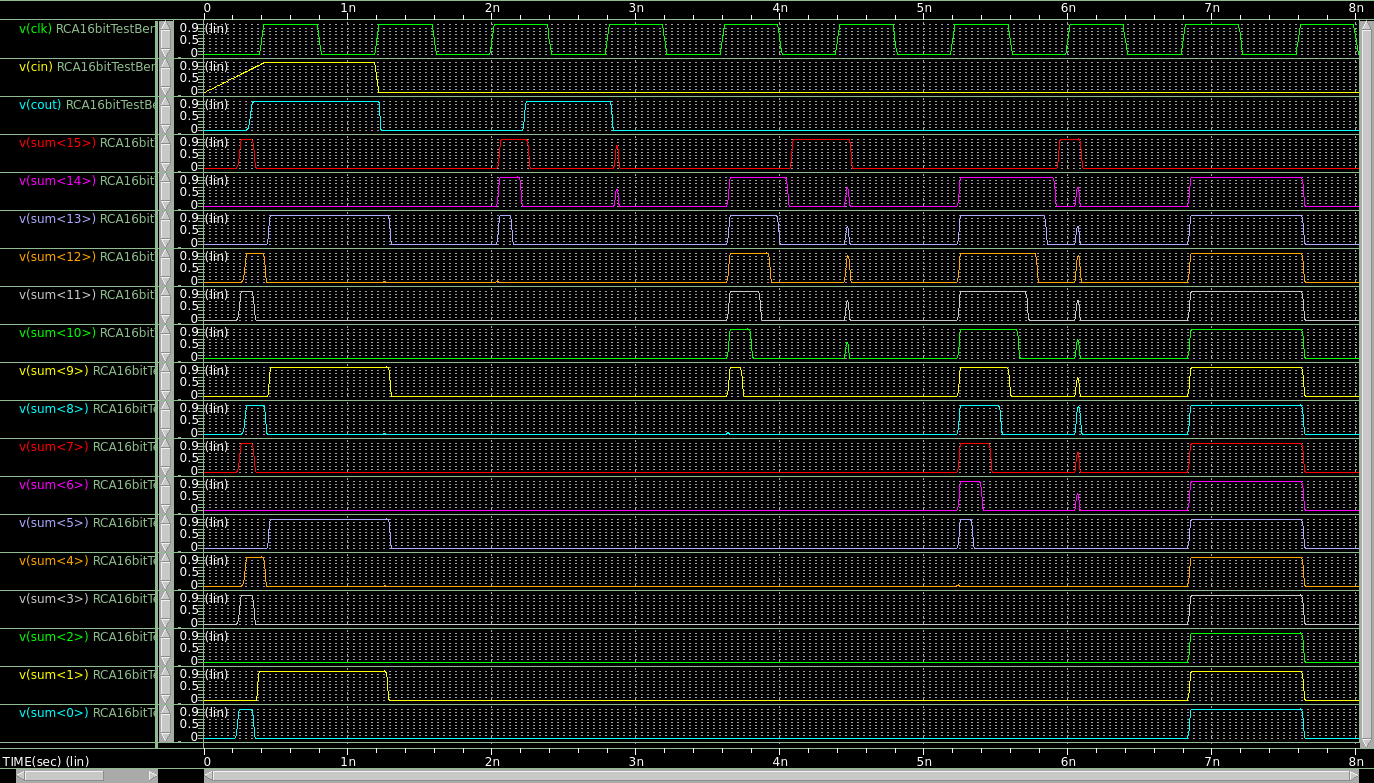 0 1n 2n 3n 4n 5n 6n 7n 8n
v(clk) RCA16bitTestBer 0.9 (lin)
0.5
0
v(cin) RCA16bitTestBer 0.9 (lin)
0.5
0
v(cout) RCA16bitTestBe 0.9 (lin)
0.5
0
v(sum<15>) RCA16bit 0.9 (lin)
0.5
0
v(sum<14>) RCA16bit 0.9 (lin)
0.5
0
v(sum<13>) RCA16bit 0.9 (lin)
0.5
0
v(sum<12>) RCA16bit 0.9 (lin)
0.5
0
v(sum<11>) RCA16bit 0.9 (lin)
0.5
0
v(sum<10>) RCA16bit 0.9 (lin)
0.5
0
v(sum<9>) RCA16bitT 0.9 (lin)
0.5
0
v(sum<8>) RCA16bitT 0.9 (lin)
0.5
0
v(sum<7>) RCA16bitT 0.9 (lin)
0.5
0
v(sum<6>) RCA16bitT 0.9 (lin)
0.5
0
v(sum<5>) RCA16bitT 0.9 (lin)
0.5
0
v(sum<4>) RCA16bitT 0.9 (lin)
0.5
0
v(sum<3>) RCA16bitT 0.9 (lin)
0.5
0
v(sum<2>) RCA16bitT 0.9 (lin)
0.5
0
v(sum<1>) RCA16bitT 0.9 (lin)
0.5
0
v(sum<0>) RCA16bitT 0.9 (lin)
0.5
0
TIME(sec) (lin) 0 1n 2n 3n 4n 5n 6n 7n 8n